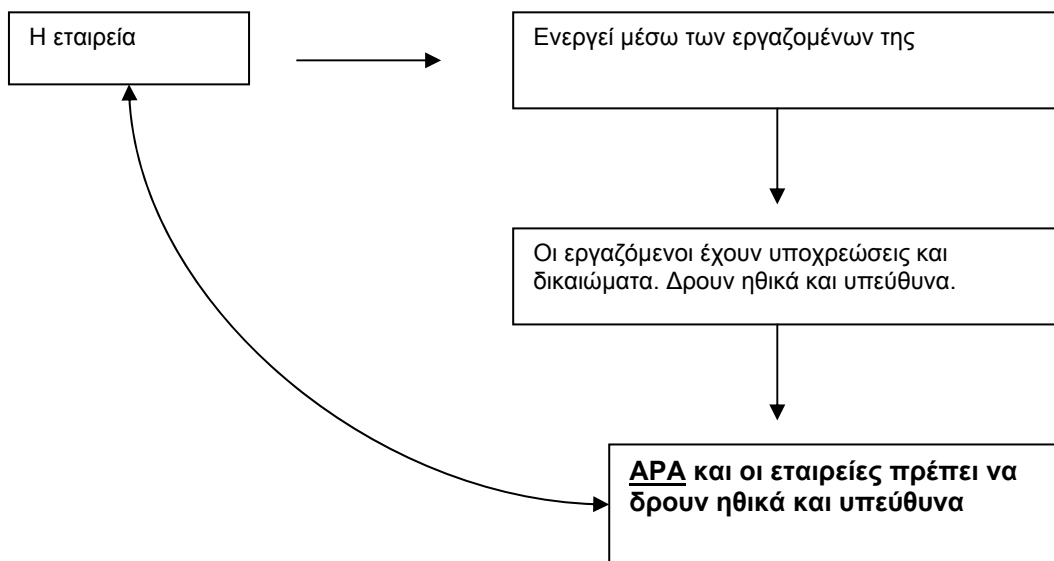 Η εταιρεία
Ενεργεί μέσω των εργαζομένων της
Οι εργαζόμενοι έχουν υποχρεώσεις και
δικαιώματα. Δρουν ηθικά και υπεύθυνα.
ΑΡΑ και οι εταιρείες πρέπει να
δρουν ηθικά και υπεύθυνα